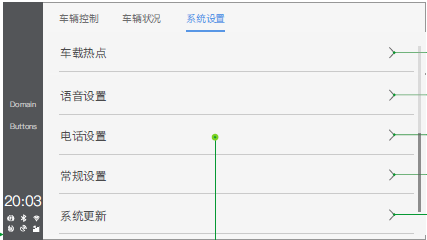 车辆控制 车辆状况 系统设置
车载热点
语音设置
Domain
Buttons
电话设置
常规设置
20:03
系统更新